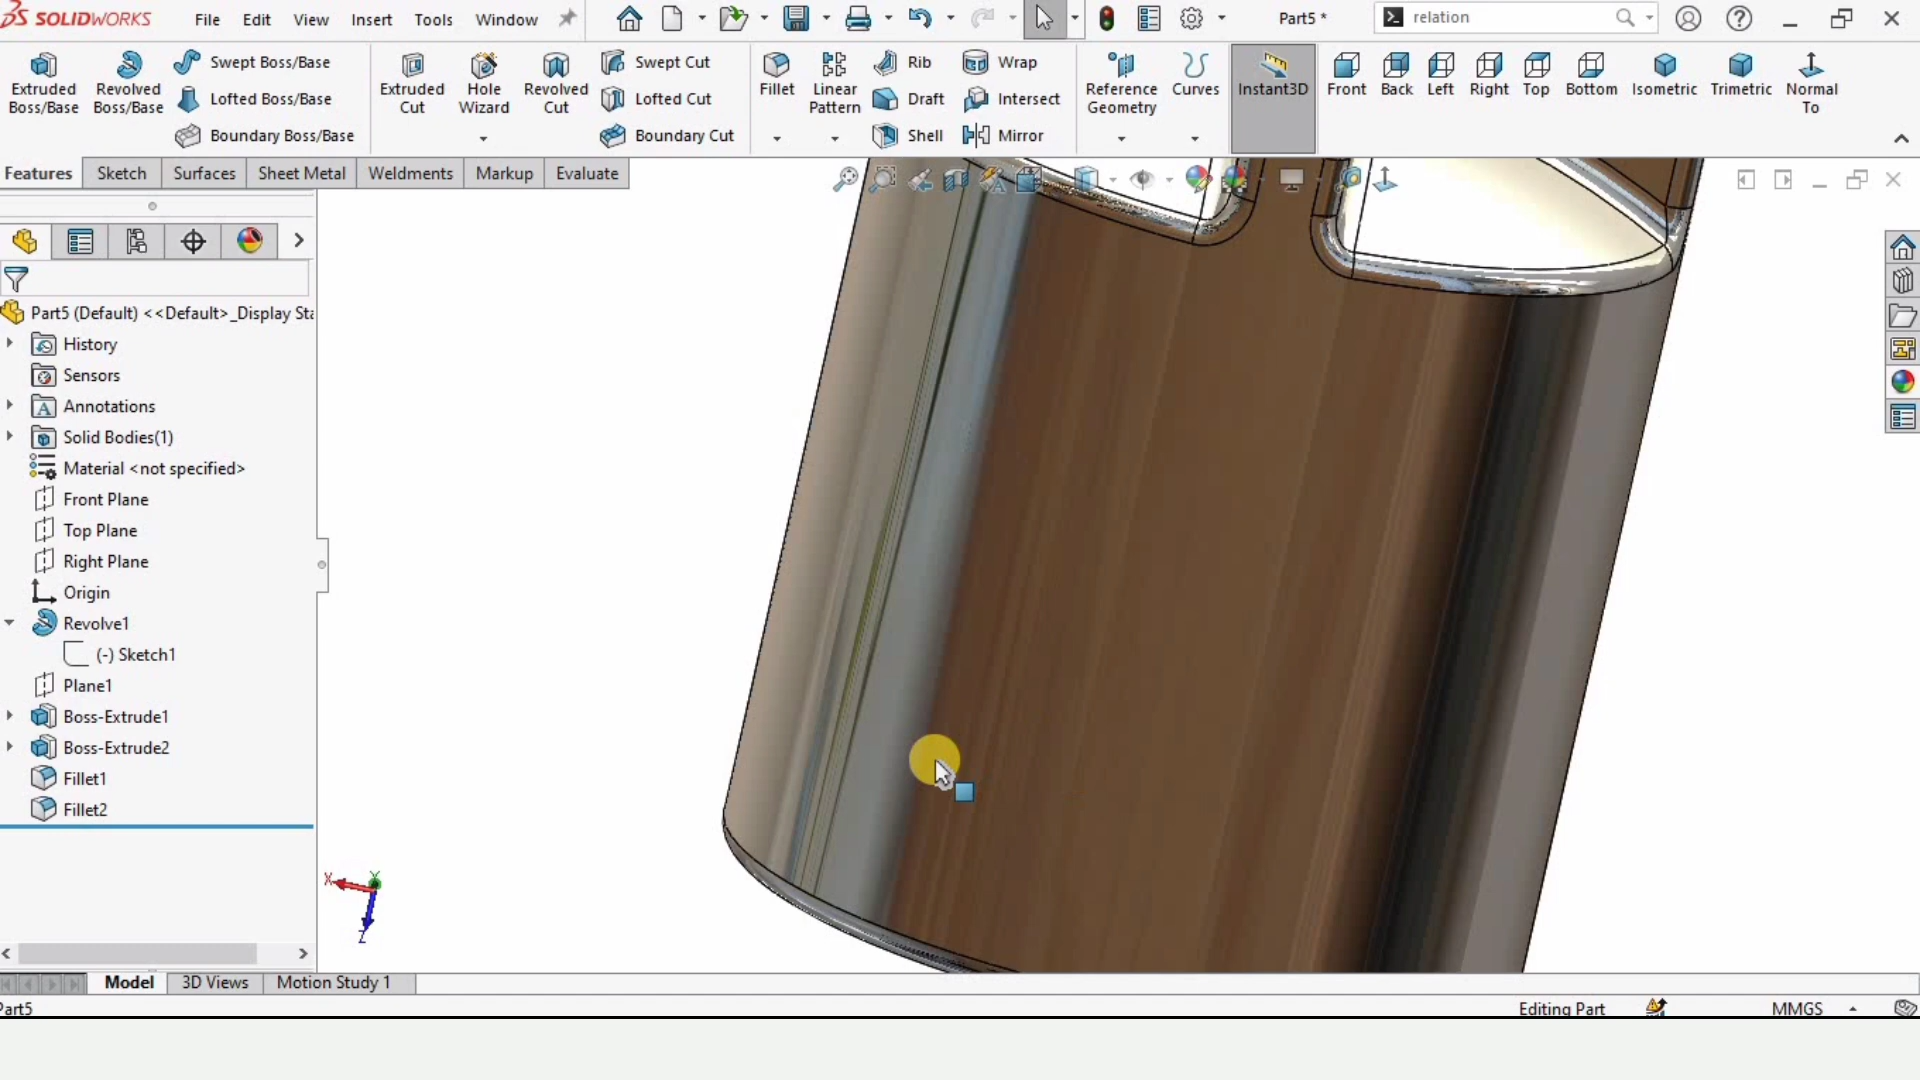 SOLIDWORKS File Edit View Insert Tools Window Part5 * relation
Extruded Boss/Base
Revolved Boss/Base
Swept Boss/Base
Lofted Boss/Base
Boundary Boss/Base
Extruded Cut
Hole Wizard
Revolved Cut
Swept Cut
Lofted Cut
Boundary Cut
Fillet
Linear Pattern
Rib
Draft
Shell
Wrap
Intersect
Mirror
Reference Geometry
Curves
Instant3D
Front
Back
Left
Right
Top
Bottom
Isometric
Trimetric
Normal To
Features Sketch Surfaces Sheet Metal Weldments Markup Evaluate
Part5 (Default) <<Default>_Display Sta
History
Sensors
Annotations
Solid Bodies(1)
Material <not specified>
Front Plane
Top Plane
Right Plane
Origin
Revolve1
(-) Sketch1
Plane1
Boss-Extrude1
Boss-Extrude2
Fillet1
Fillet2
X Y
Z
Model 3D Views Motion Study 1
Part5 Editing Part MMGS